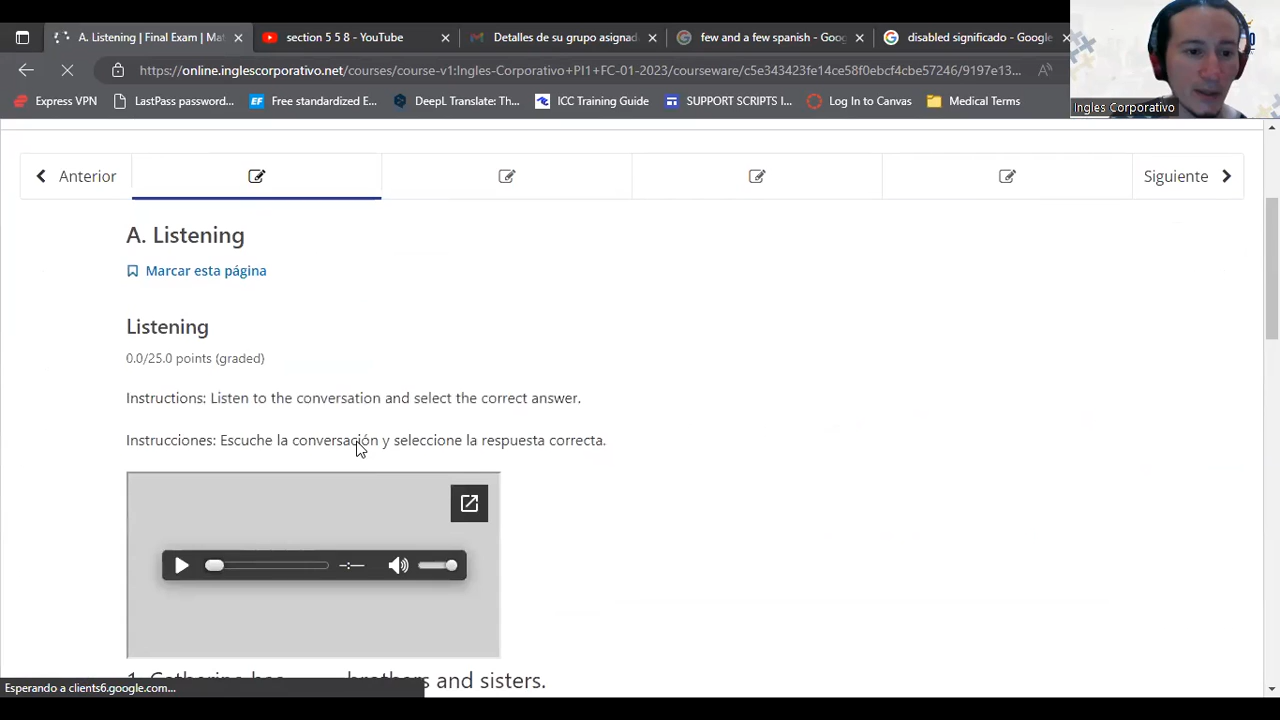 A. Listening | Final Exam | Mat
section 5 5 8 - YouTube
Detalles de su grupo asignad
few and a few spanish - Goo
disabled significado - Google
https://online.inglescorporativo.net/courses/course-v1:Ingles-Corporativo+PI1+FC-01-2023/courseware/c5e343423fe14ce58f0ebcf4cbe57246/9197e13...
Express VPN
LastPass password...
Free standardized E...
DeepL Translate: Th...
ICC Training Guide
SUPPORT SCRIPTS I...
Log In to Canvas
Medical Terms
Ingles Corporativo
Anterior
Siguiente
A. Listening
Marcar esta página
Listening
0.0/25.0 points (graded)
Instructions: Listen to the conversation and select the correct answer.
Instrucciones: Escuche la conversación y seleccione la respuesta correcta.
-:--
1. Catherine has ____ brothers and sisters.
Esperando a clients6.google.com...